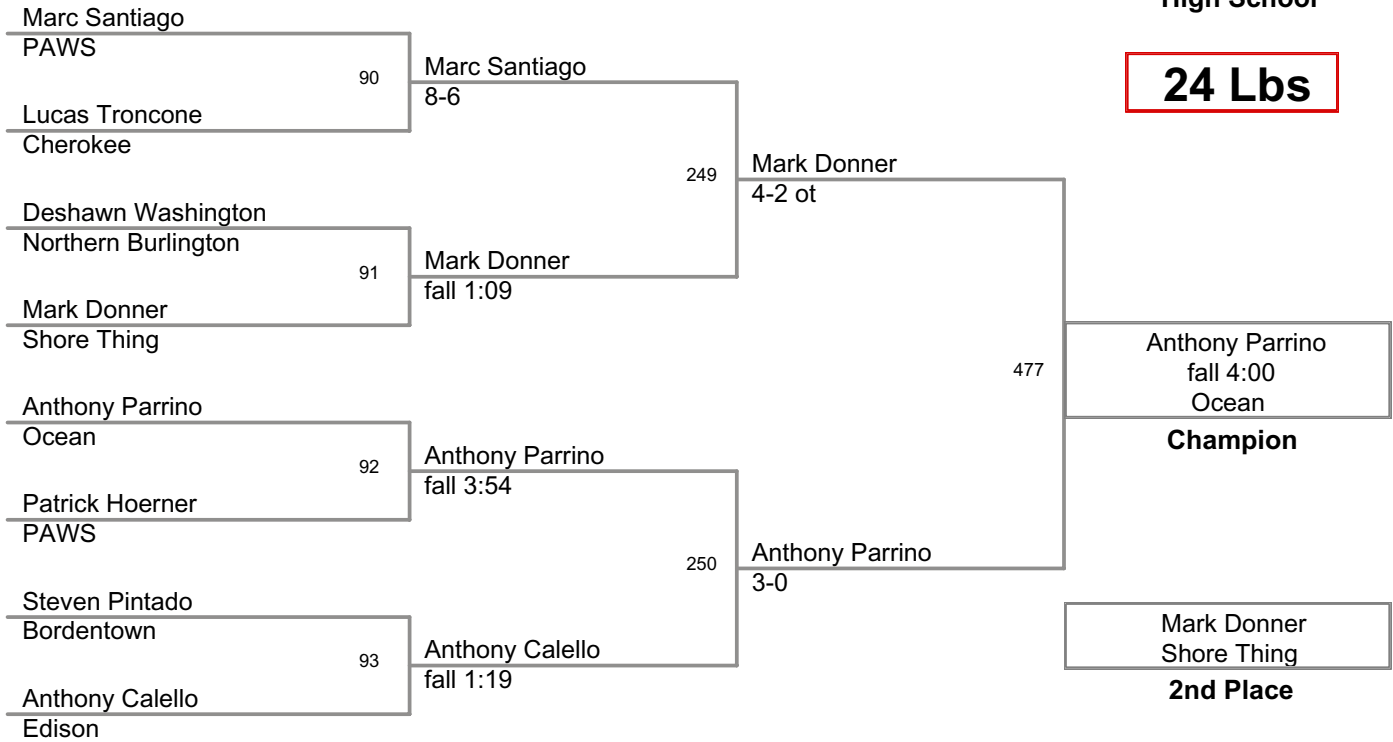 High School
24 Lbs
Marc Santiago
PAWS
90
Lucas Troncone
Cherokee
Marc Santiago
8-6
Deshawn Washington
Northern Burlington
91
Mark Donner
Shore Thing
Mark Donner
fall 1:09
249
Mark Donner
4-2 ot
Anthony Parrino
Ocean
92
Patrick Hoerner
PAWS
Anthony Parrino
fall 3:54
Steven Pintado
Bordentown
93
Anthony Calello
Edison
Anthony Calello
fall 1:19
250
Anthony Parrino
3-0
477
Anthony Parrino
fall 4:00
Ocean
Champion
Mark Donner
Shore Thing
2nd Place